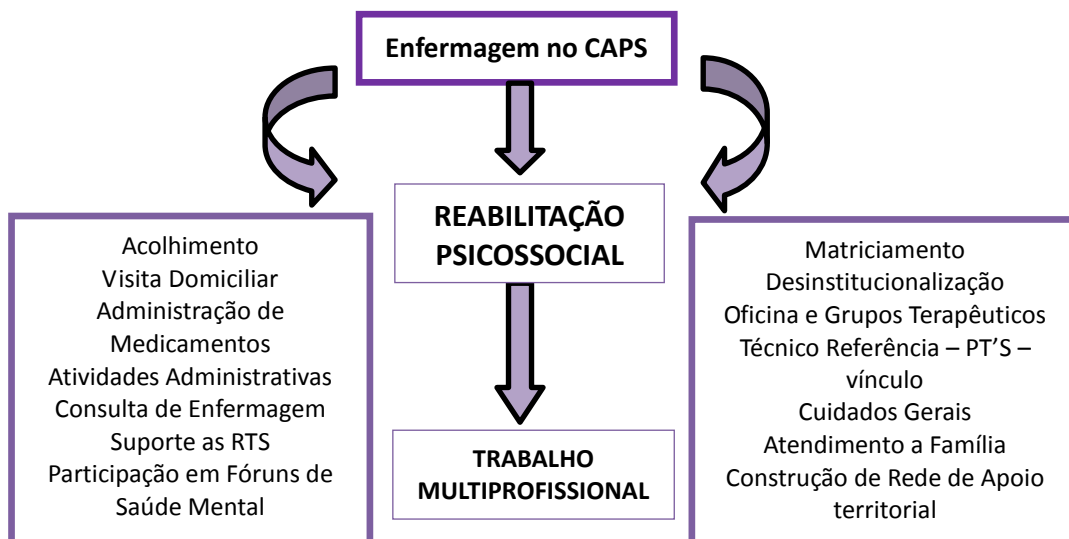 Enfermagem no CAPS
REABILITAÇÃO
PSICOSSOCIAL
TRABALHO
MULTIPROFISSIONAL
Acolhimento
Visita Domiciliar
Administração de
Medicamentos
Atividades Administrativas
Consulta de Enfermagem
Suporte as RTS
Participação em Fóruns de
Saúde Mental
Matriciamento
Desinstitucionalização
Oficina e Grupos Terapêuticos
Técnico Referência – PT’S –
vínculo
Cuidados Gerais
Atendimento a Família
Construção de Rede de Apoio
territorial